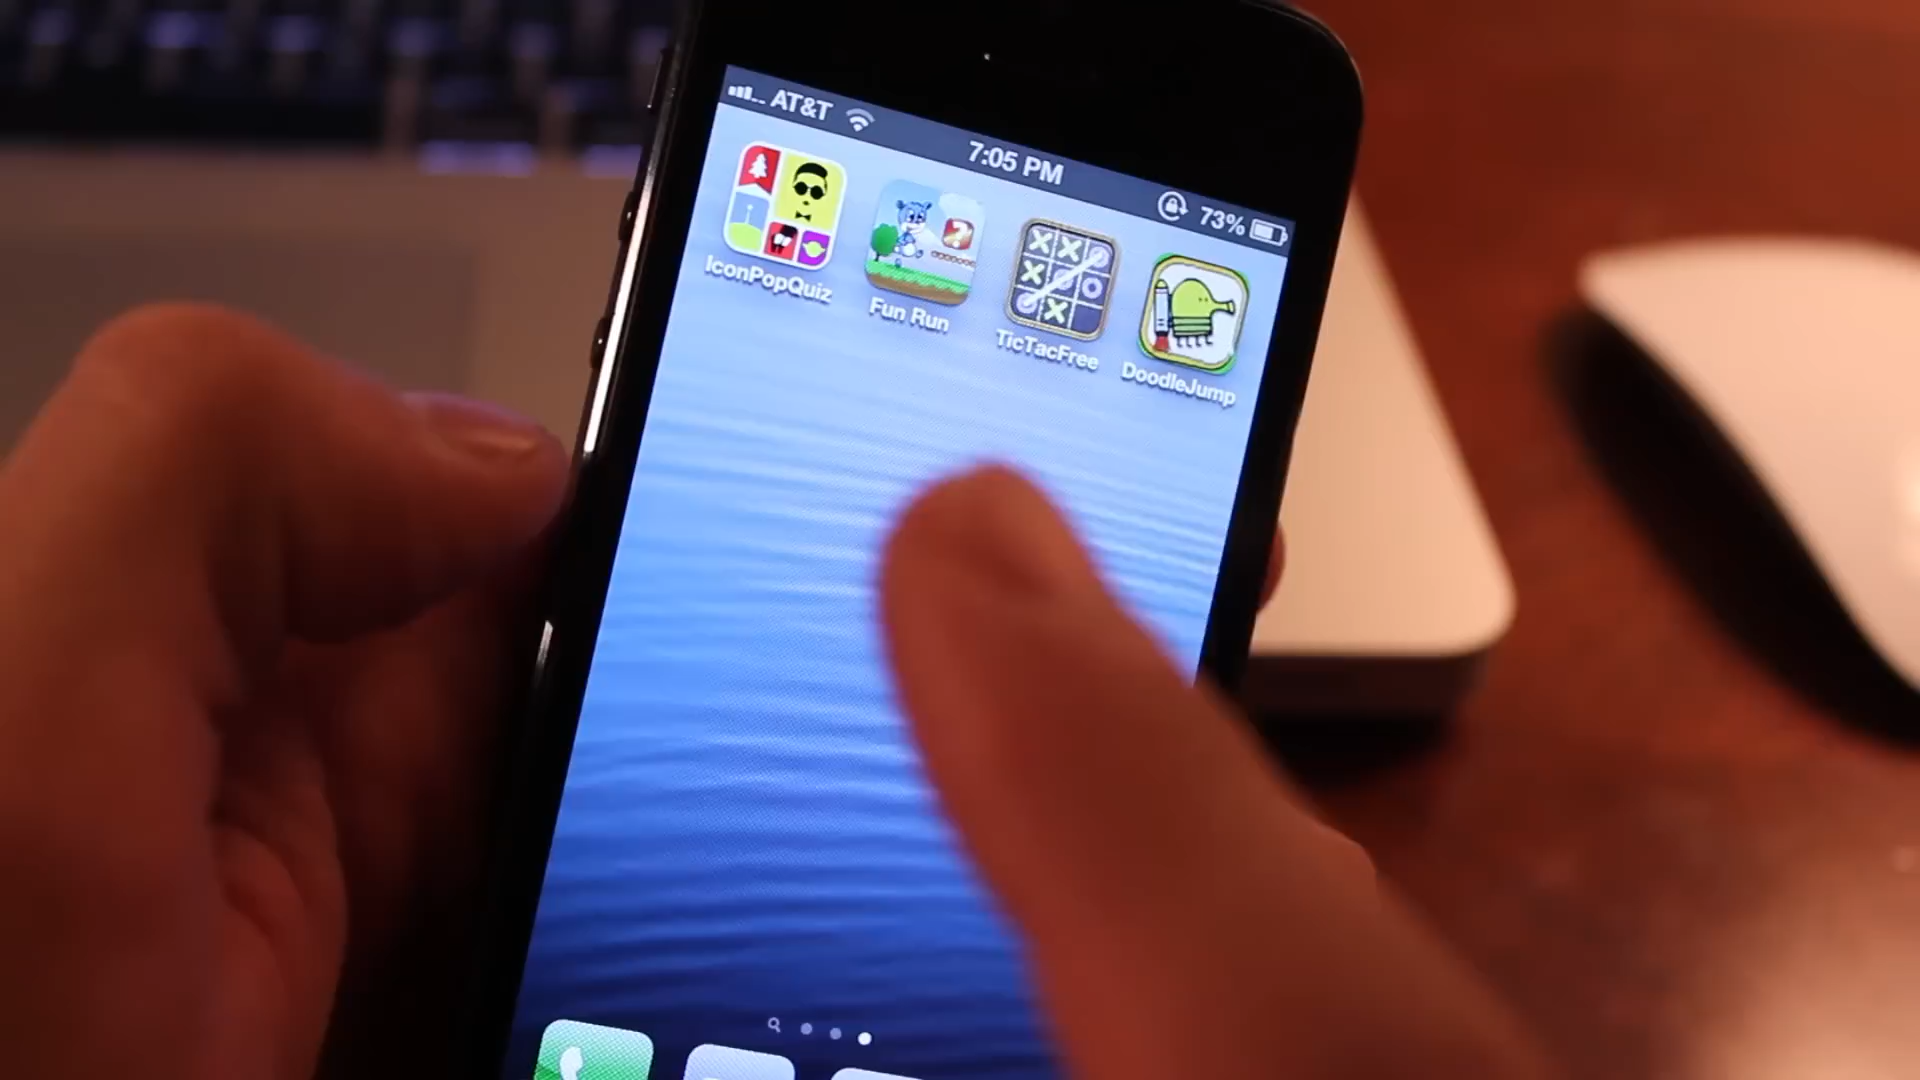 AT&T
7:05 PM
73%
IconPopQuiz
Fun Run
TicTacFree
DoodleJump